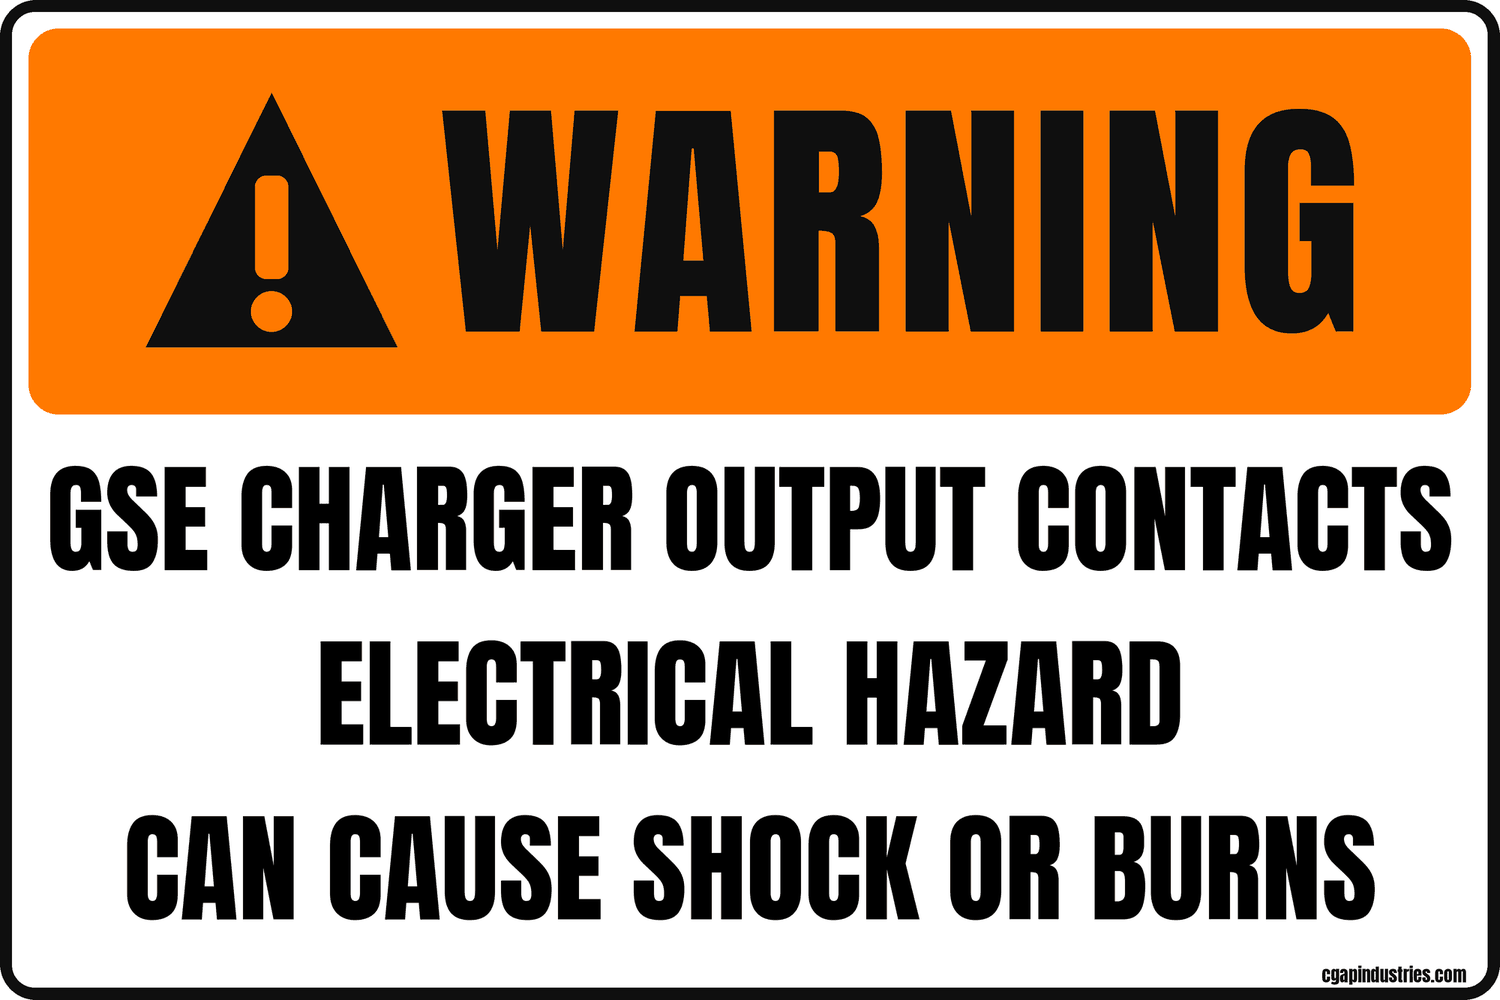 WARNING
GSE CHARGER OUTPUT CONTACTS
ELECTRICAL HAZARD
CAN CAUSE SHOCK OR BURNS
cgapindustries.com